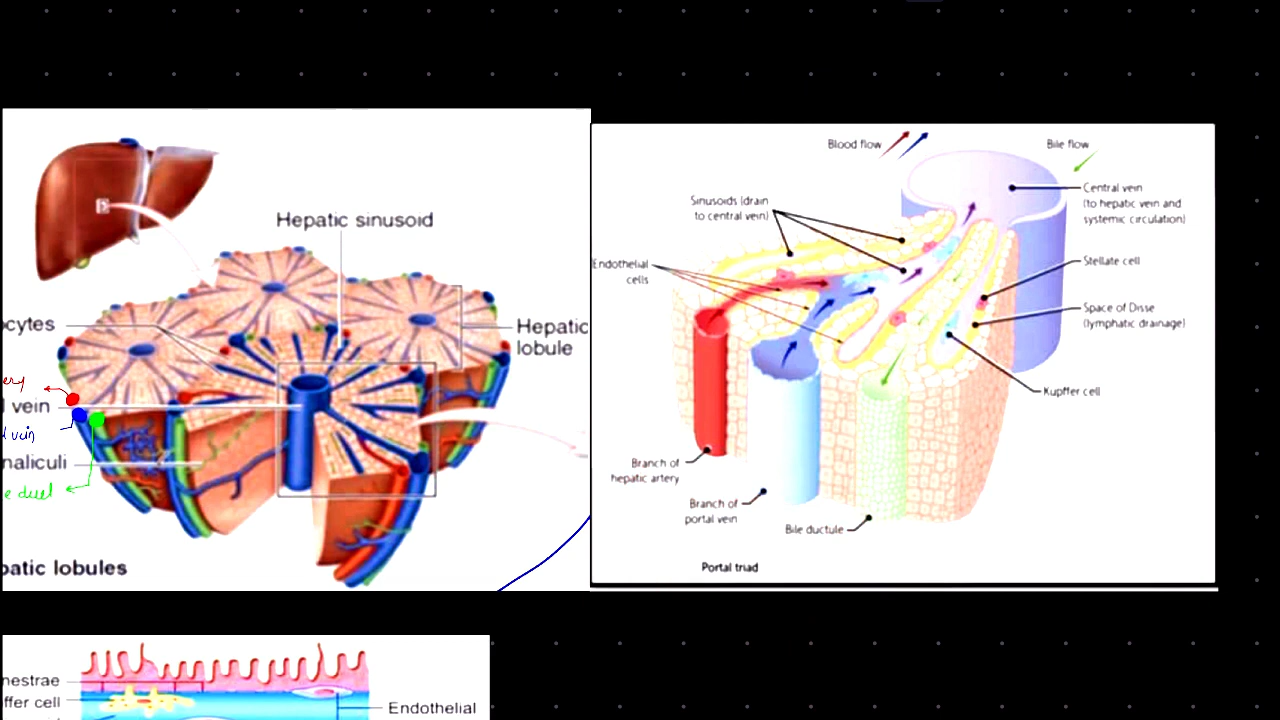 Hepatic sinusoid
ocytes
Hepatic
lobule
ery
l vein
l vein
naliculi
e duct
patic lobules
Blood flow
Bile flow
Sinusoids (drain
to central vein)
Central vein
(to hepatic vein and
systemic circulation)
Endothelial
cells
Stellate cell
Space of Disse
(lymphatic drainage)
Kupffer cell
Branch of
hepatic artery
Branch of
portal vein
Bile ductule
Portal triad
nestrae
ffer cell
Endothelial